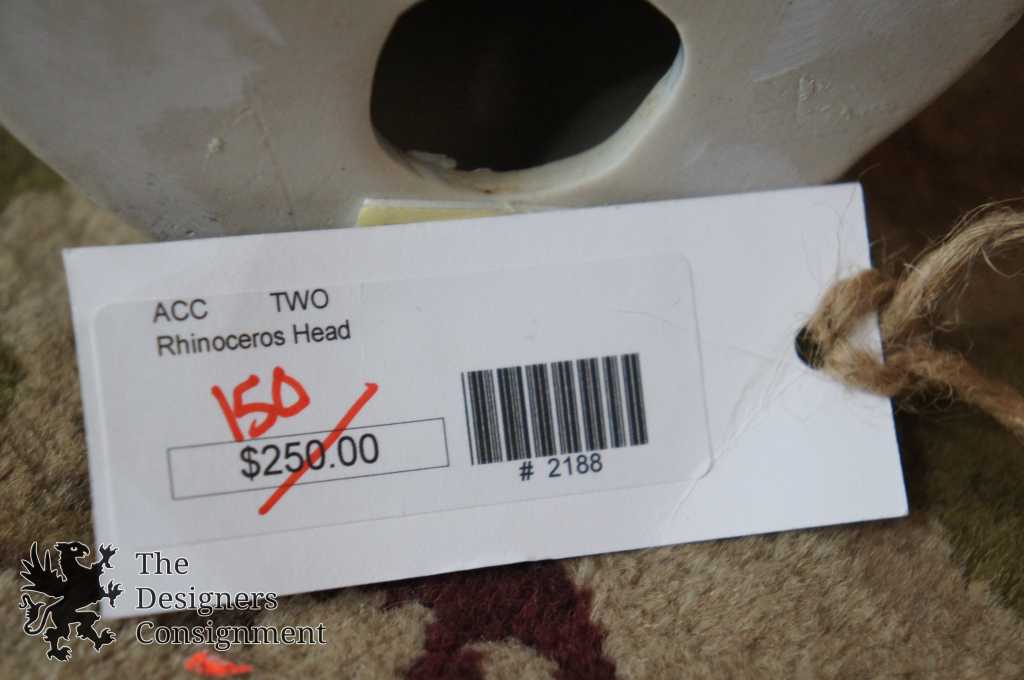 ACC TWO
Rhinoceros Head
150
$250.00
# 2188
The
Designers
Consignment